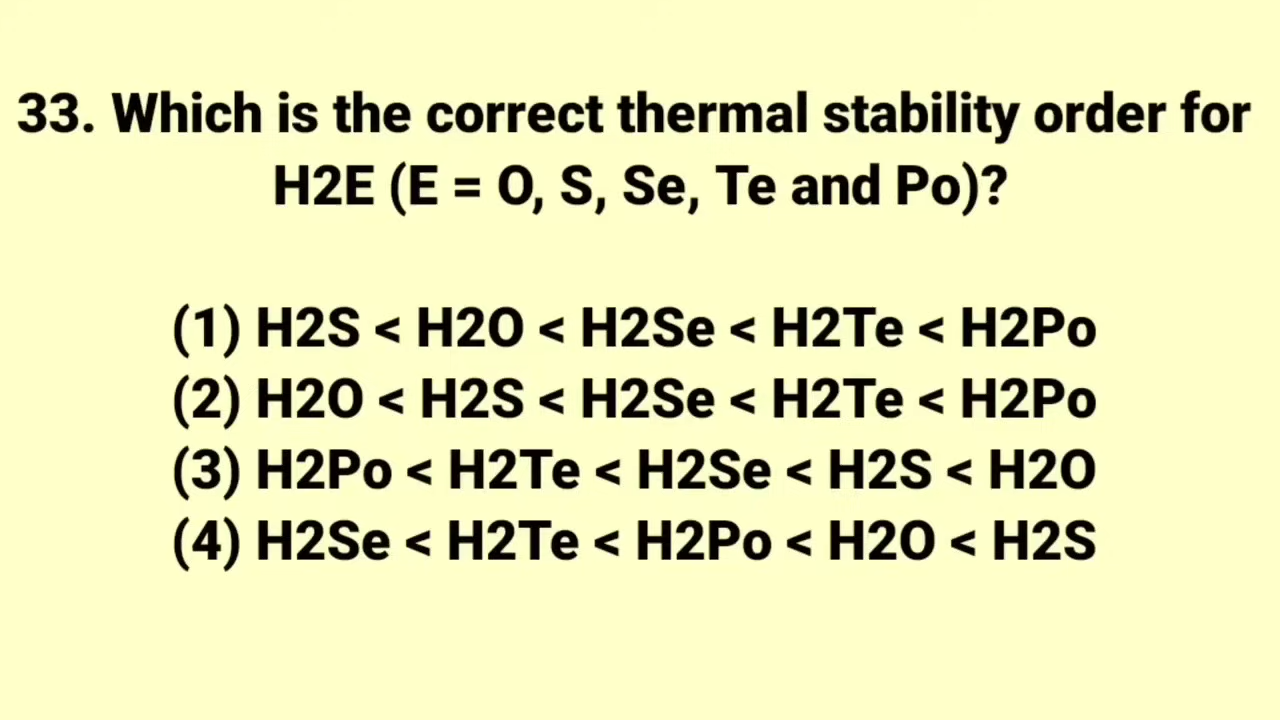 33. Which is the correct thermal stability order for
H2E (E = O, S, Se, Te and Po)?
(1) H2S < H2O < H2Se < H2Te < H2Po
(2) H2O < H2S < H2Se < H2Te < H2Po
(3) H2Po < H2Te < H2Se < H2S < H2O
(4) H2Se < H2Te < H2Po < H2O < H2S